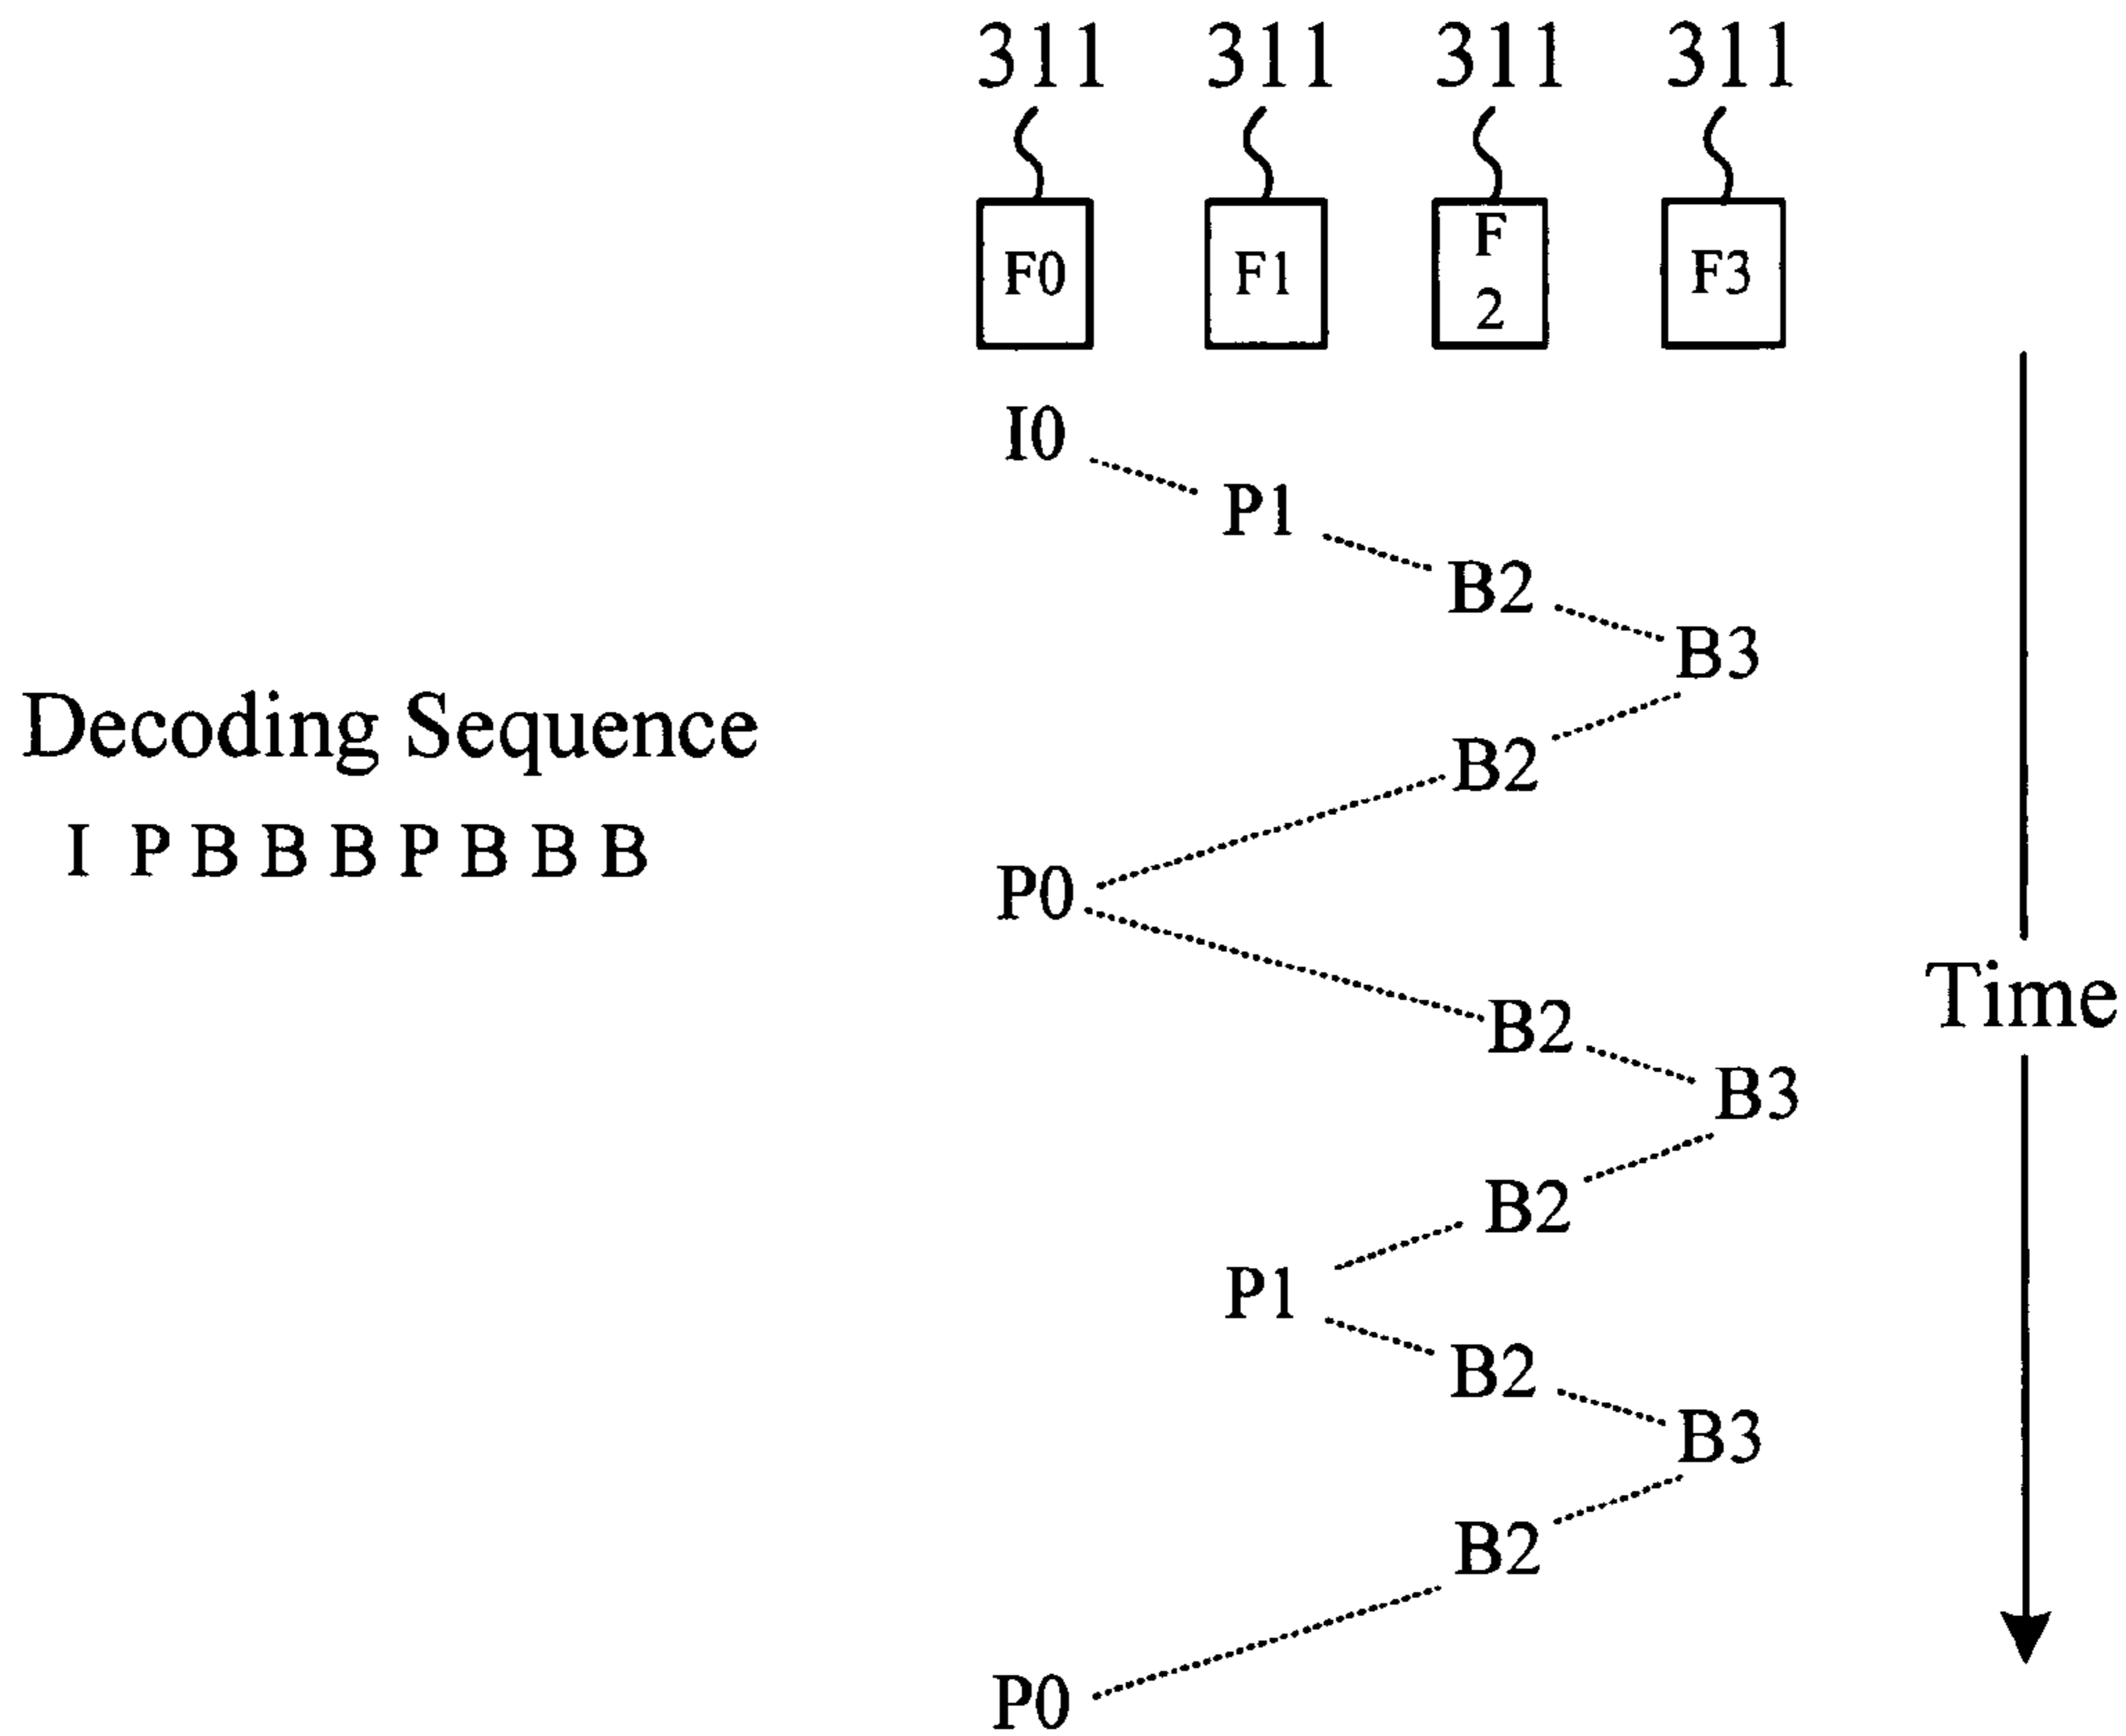 311 311 311 311
F0 F1 F
2 F3
I0
P1
B2
B3
Decoding Sequence
B2
I P B B B P B B B
P0
Time
B2
B3
B2
P1
B2
B3
B2
P0